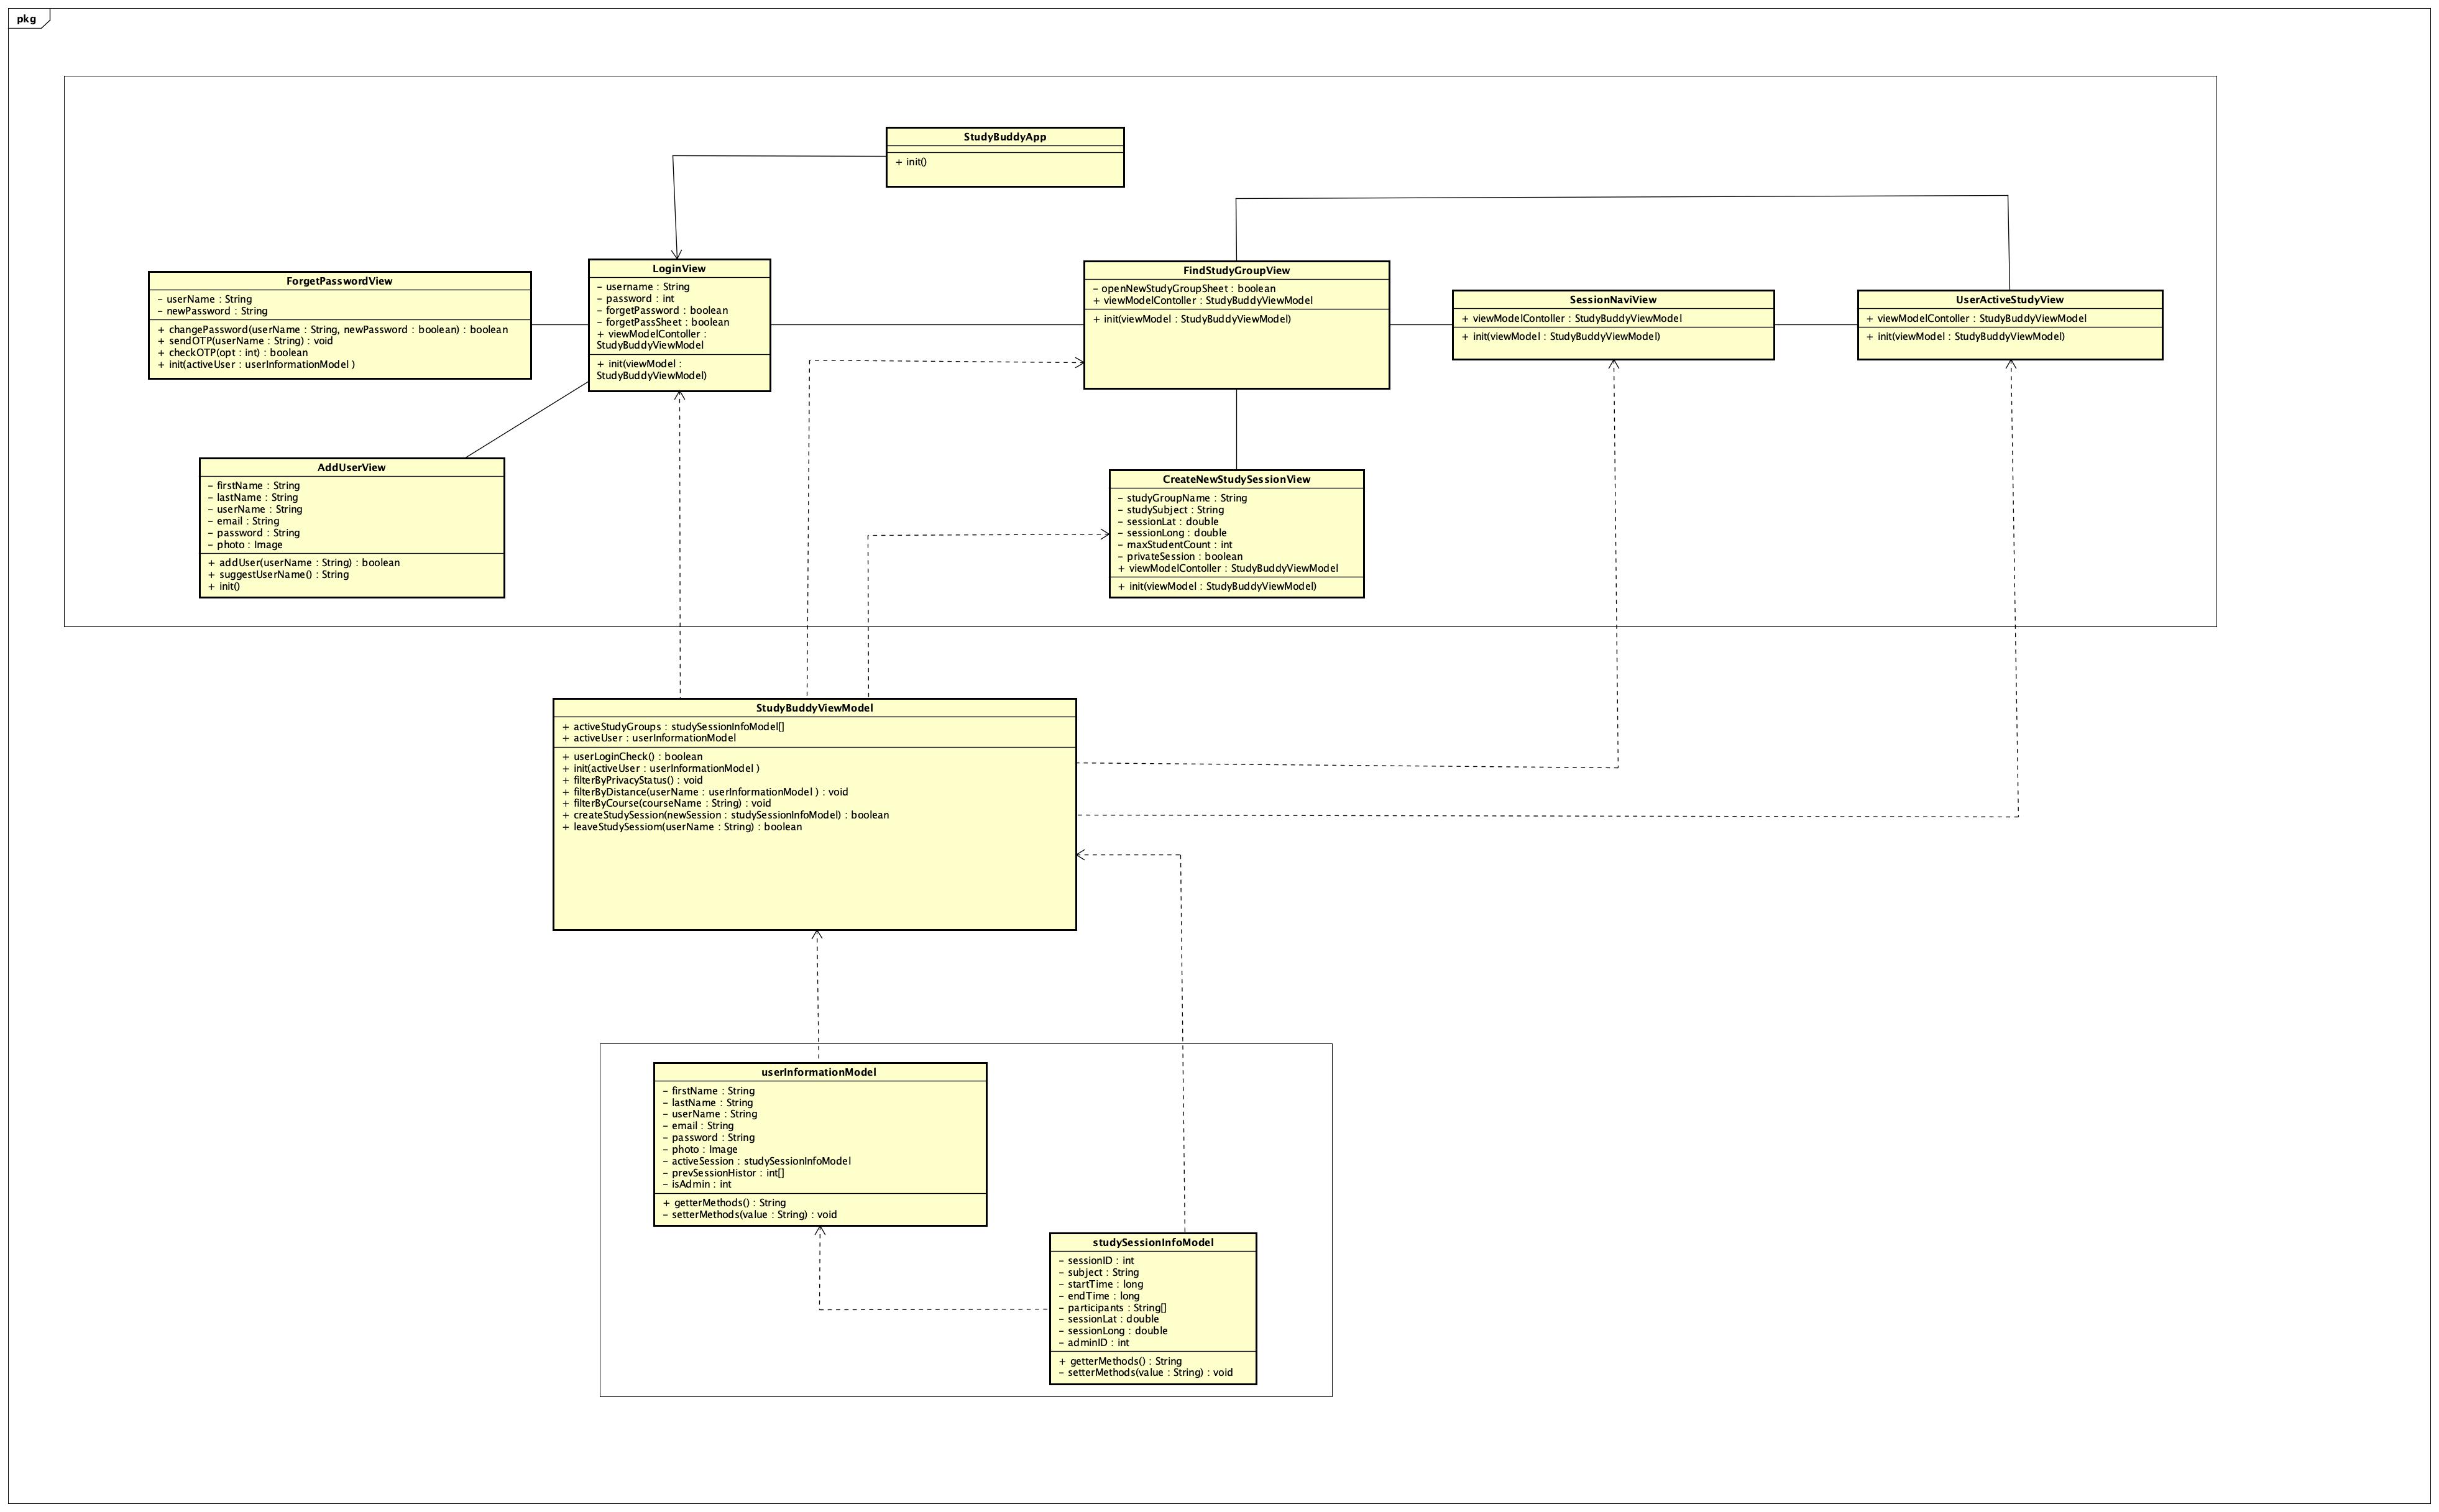 pkg
StudyBuddyApp
+ init()
ForgetPasswordView
- userName : String
- newPassword : String
+ changePassword(userName : String, newPassword : boolean) : boolean
+ sendOTP(userName : String) : void
+ checkOTP(opt : int) : boolean
+ init(activeUser : userInformationModel )
LoginView
- username : String
- password : int
- forgetPassword : boolean
- forgetPassSheet : boolean
+ viewModelContoller :
StudyBuddyViewModel
+ init(viewModel :
StudyBuddyViewModel)
FindStudyGroupView
- openNewStudyGroupSheet : boolean
+ viewModelContoller : StudyBuddyViewModel
+ init(viewModel : StudyBuddyViewModel)
SessionNaviView
+ viewModelContoller : StudyBuddyViewModel
+ init(viewModel : StudyBuddyViewModel)
UserActiveStudyView
+ viewModelContoller : StudyBuddyViewModel
+ init(viewModel : StudyBuddyViewModel)
AddUserView
- firstName : String
- lastName : String
- userName : String
- email : String
- password : String
- photo : Image
+ addUser(userName : String) : boolean
+ suggestUserName() : String
+ init()
CreateNewStudySessionView
- studyGroupName : String
- studySubject : String
- sessionLat : double
- sessionLong : double
- maxStudentCount : int
- privateSession : boolean
+ viewModelContoller : StudyBuddyViewModel
+ init(viewModel : StudyBuddyViewModel)
StudyBuddyViewModel
+ activeStudyGroups : studySessionInfoModel[]
+ activeUser : userInformationModel
+ userLoginCheck() : boolean
+ init(activeUser : userInformationModel )
+ filterByPrivacyStatus() : void
+ filterByDistance(userName : userInformationModel ) : void
+ filterByCourse(courseName : String) : void
+ createStudySession(newSession : studySessionInfoModel) : boolean
+ leaveStudySessiom(userName : String) : boolean
userInformationModel
- firstName : String
- lastName : String
- userName : String
- email : String
- password : String
- photo : Image
- activeSession : studySessionInfoModel
- prevSessionHistor : int[]
- isAdmin : int
+ getterMethods() : String
- setterMethods(value : String) : void
studySessionInfoModel
- sessionID : int
- subject : String
- startTime : long
- endTime : long
- participants : String[]
- sessionLat : double
- sessionLong : double
- adminID : int
+ getterMethods() : String
- setterMethods(value : String) : void